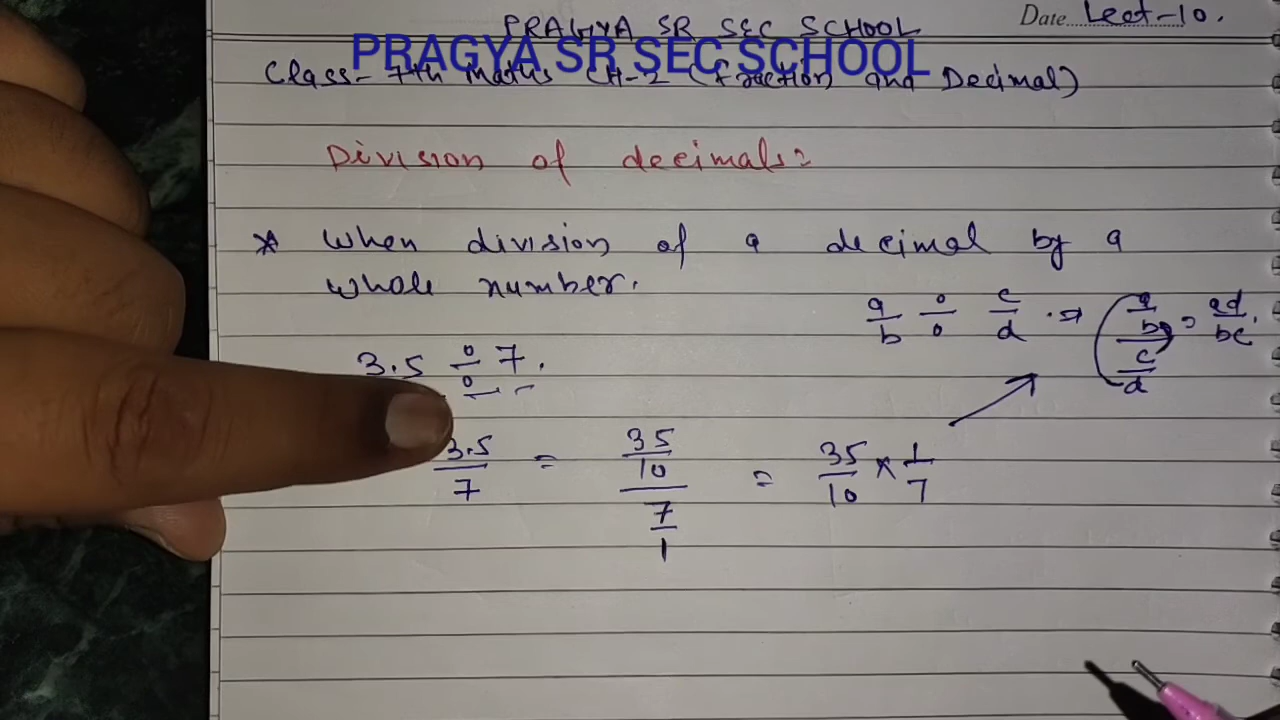 PRAGYA SR SEC SCHOOL
Date.. Lect-10.
PRAGYA SR SEC SCHOOL
Class- 7th Maths CH-2 (Fraction and Decimal)
Division of decimals:
* When division of a decimal by a
whole number.
a/b ÷ c/d ⇒ (a/b)/(c/d) = ad/bc.
3.5 ÷ 7.
3.5/7 = (35/10)/(7/1) = 35/10 × 1/7